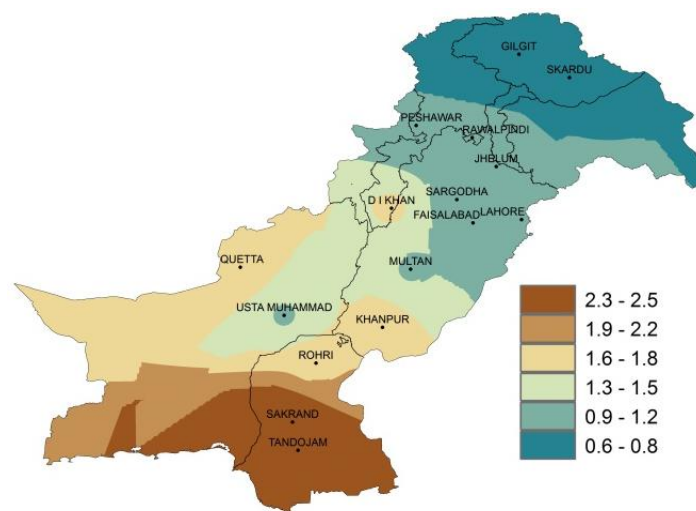 GILGIT
SKARDU
PESHAWAR
RAWALPINDI
JHBLUM
D I KHAN
SARGODHA
FAISALABAD
LAHORE
QUETTA
MULTAN
USTA MUHAMMAD
KHANPUR
ROHRI
SAKRAND
TANDOJAM
2.3 - 2.5
1.9 - 2.2
1.6 - 1.8
1.3 - 1.5
0.9 - 1.2
0.6 - 0.8